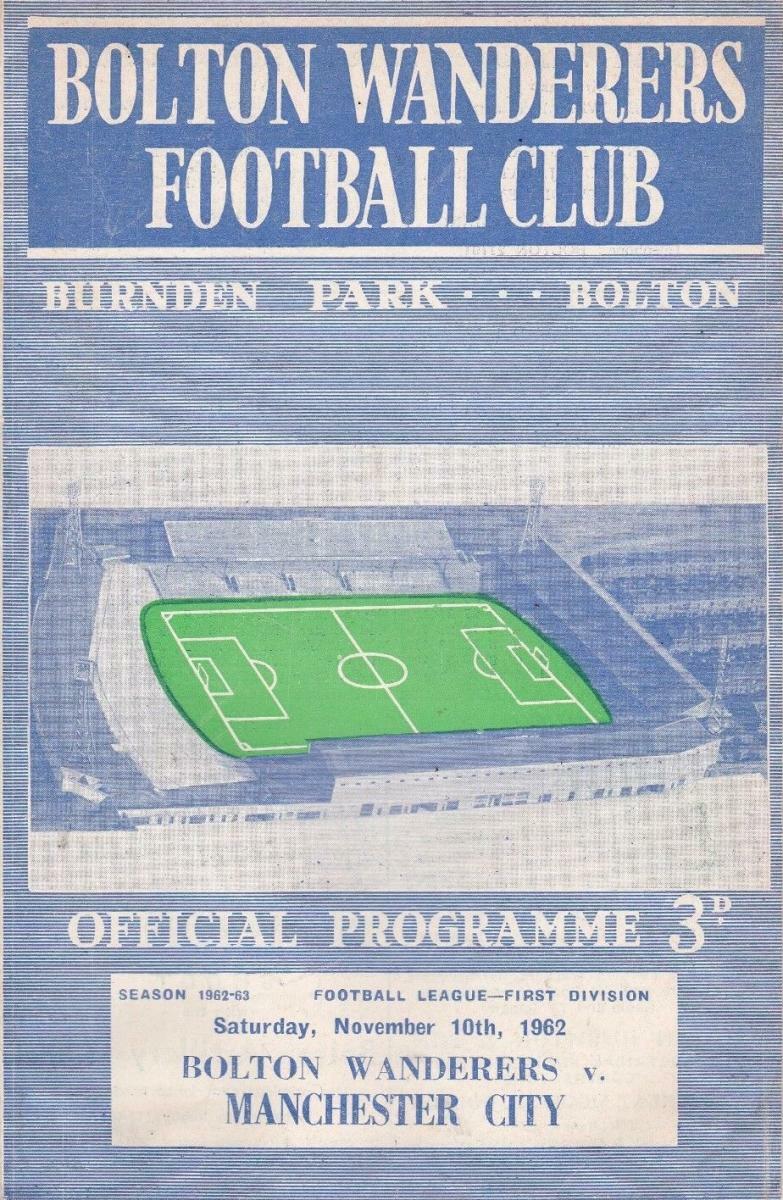 BOLTON WANDERERS
FOOTBALL CLUB
BURNDEN PARK . . . BOLTON
OFFICIAL PROGRAMME 3D.
SEASON 1962-63 FOOTBALL LEAGUE—FIRST DIVISION
Saturday, November 10th, 1962
BOLTON WANDERERS v.
MANCHESTER CITY